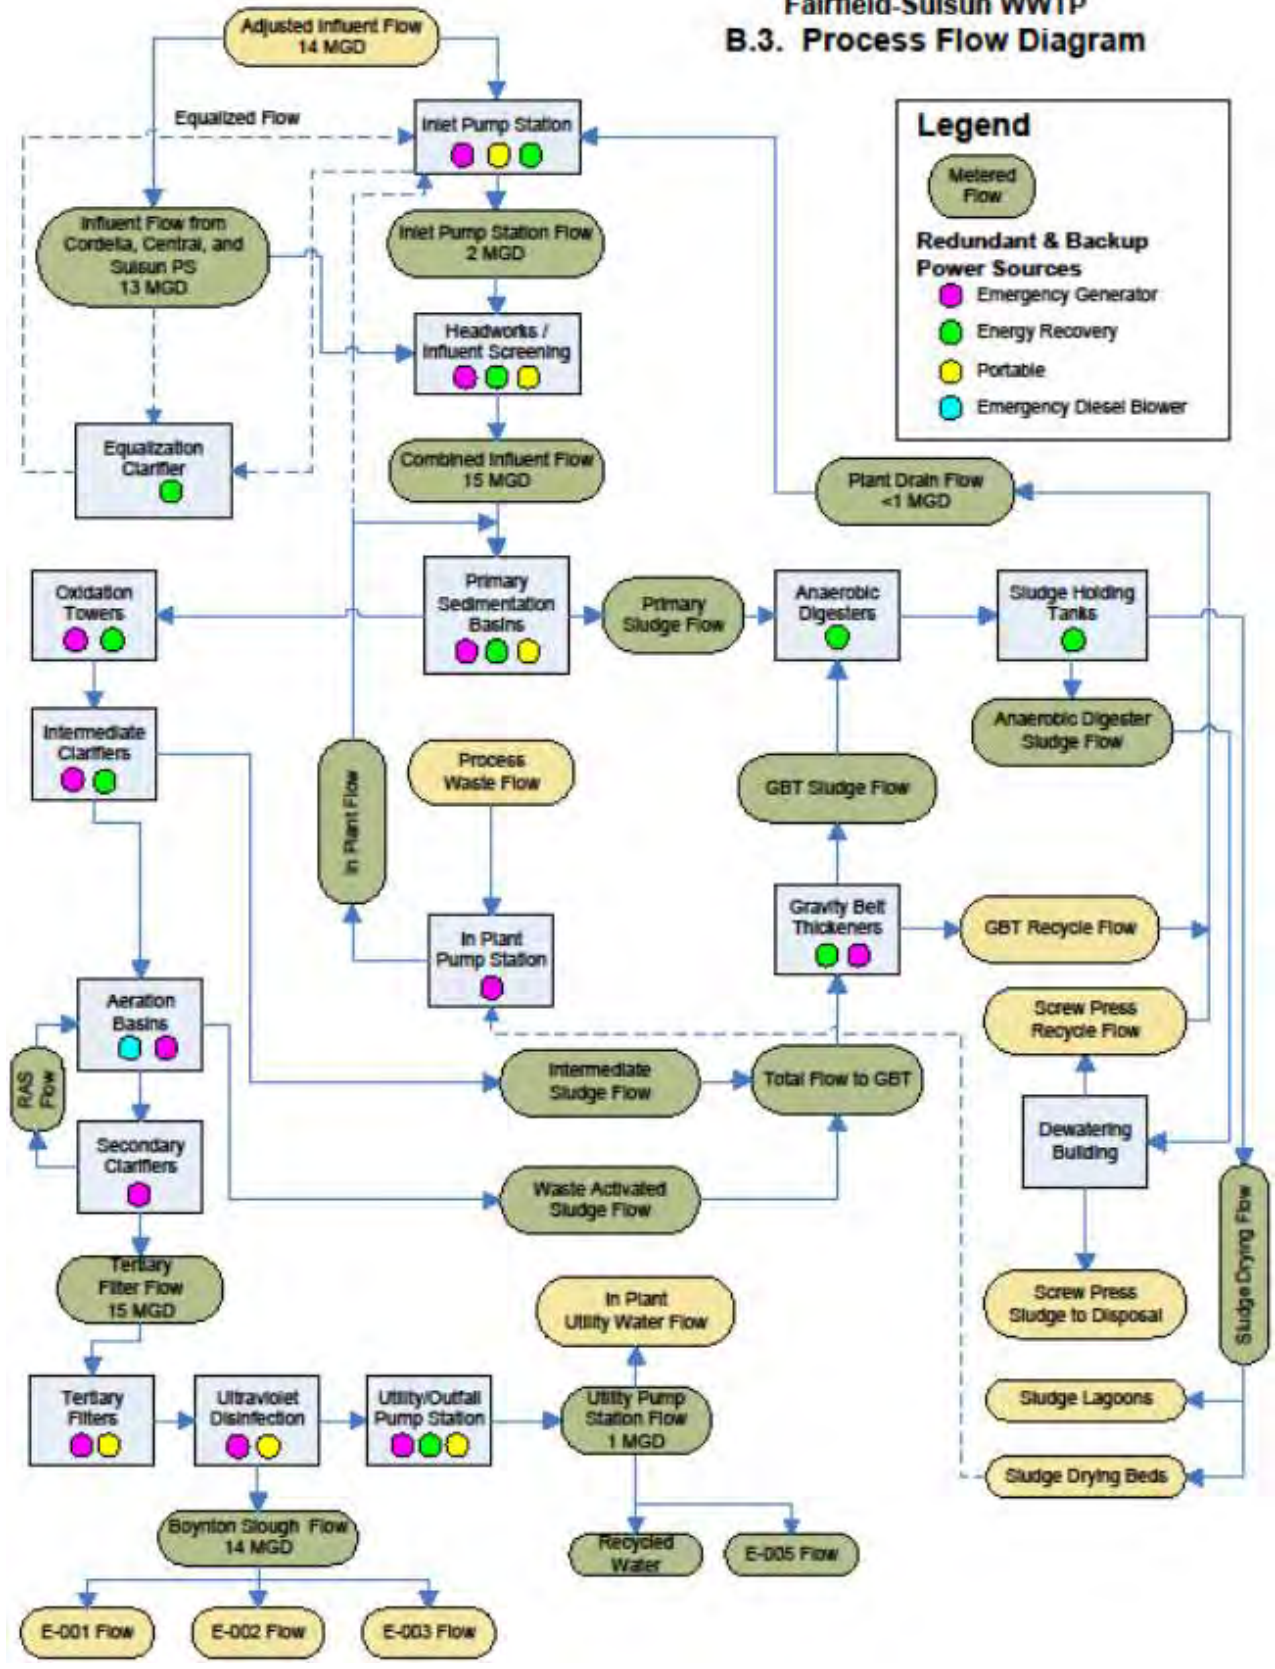 Fairfield-Suisun WWTP
B.3. Process Flow Diagram
Adjusted Influent Flow
14 MGD
Equalized Flow
Inlet Pump Station
Legend
Metered
Flow
Redundant & Backup
Power Sources
Emergency Generator
Energy Recovery
Portable
Emergency Diesel Blower
Influent Flow from
Cordelia, Central, and
Suisun PS
13 MGD
Inlet Pump Station Flow
2 MGD
Headworks /
Influent Screening
Equalization
Clarifier
Combined Influent Flow
15 MGD
Plant Drain Flow
<1 MGD
Oxidation
Towers
Primary
Sedimentation
Basins
Primary
Sludge Flow
Anaerobic
Digesters
Sludge Holding
Tanks
Intermediate
Clarifiers
Anaerobic Digester
Sludge Flow
In Plant Flow
Process
Waste Flow
GBT Sludge Flow
In Plant
Pump Station
Gravity Belt
Thickeners
GBT Recycle Flow
Aeration
Basins
Screw Press
Recycle Flow
RAS
Flow
Intermediate
Sludge Flow
Total Flow to GBT
Secondary
Clarifiers
Dewatering
Building
Waste Activated
Sludge Flow
Sludge Drying Flow
Tertiary
Filter Flow
15 MGD
In Plant
Utility Water Flow
Screw Press
Sludge to Disposal
Tertiary
Filters
Ultraviolet
Disinfection
Utility/Outfall
Pump Station
Utility Pump
Station Flow
1 MGD
Sludge Lagoons
Sludge Drying Beds
Boynton Slough Flow
14 MGD
Recycled
Water
E-005 Flow
E-001 Flow
E-002 Flow
E-003 Flow